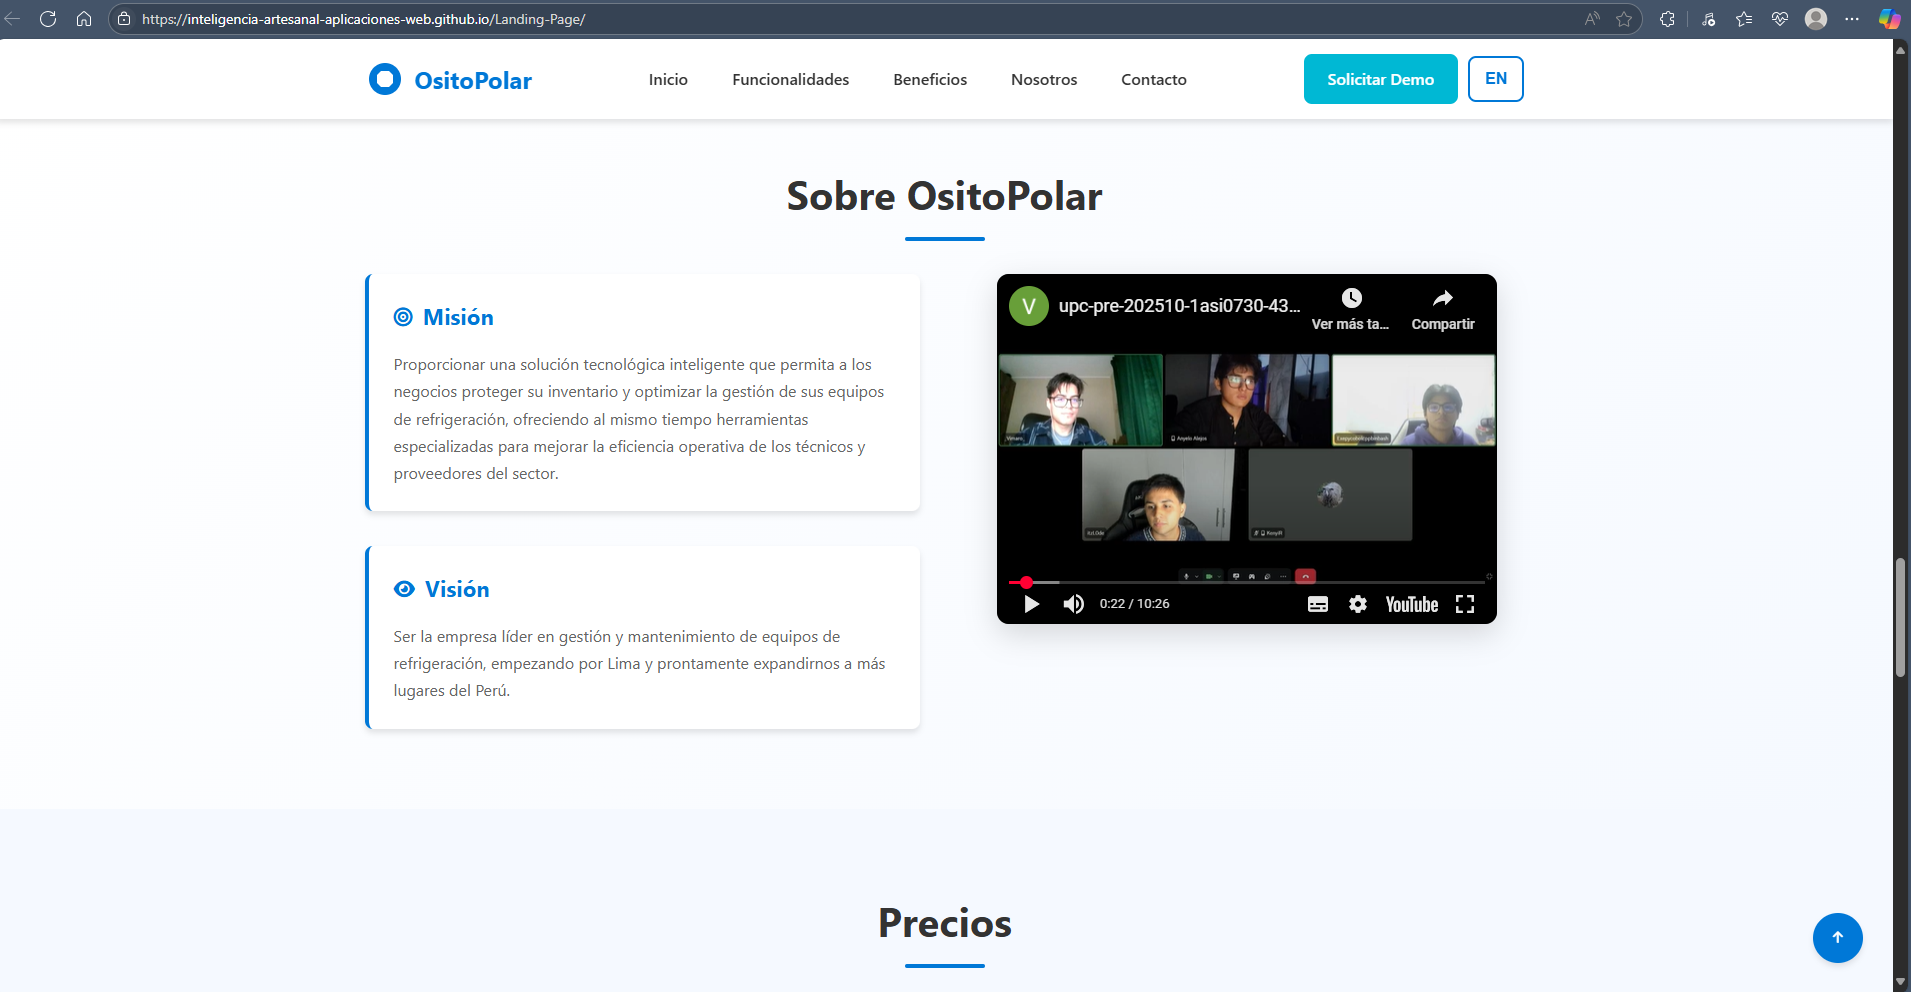 https://inteligencia-artesanal-aplicaciones-web.github.io/Landing-Page/
OsitoPolar
Inicio
Funcionalidades
Beneficios
Nosotros
Contacto
Solicitar Demo
EN
Sobre OsitoPolar
Misión
Proporcionar una solución tecnológica inteligente que permita a los
negocios proteger su inventario y optimizar la gestión de sus equipos
de refrigeración, ofreciendo al mismo tiempo herramientas
especializadas para mejorar la eficiencia operativa de los técnicos y
proveedores del sector.
Visión
Ser la empresa líder en gestión y mantenimiento de equipos de
refrigeración, empezando por Lima y prontamente expandirnos a más
lugares del Perú.
V
upc-pre-202510-1asi0730-43...
Ver más ta...
Compartir
Anyelo Alejos
0:22 / 10:26
YouTube
Precios